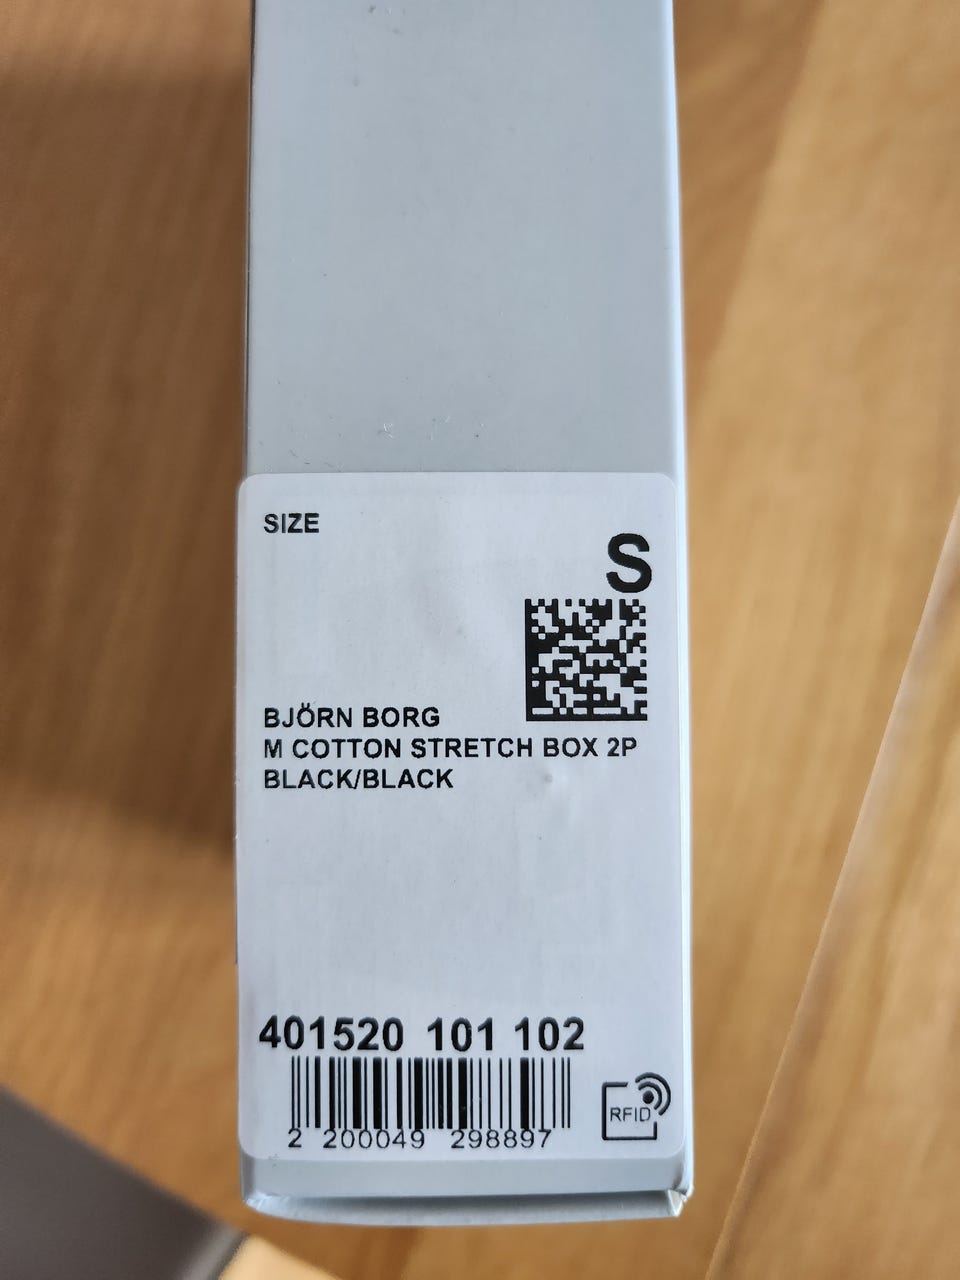 SIZE
S
BJÖRN BORG
M COTTON STRETCH BOX 2P
BLACK/BLACK
401520 101 102
2 200049 298897
RFID